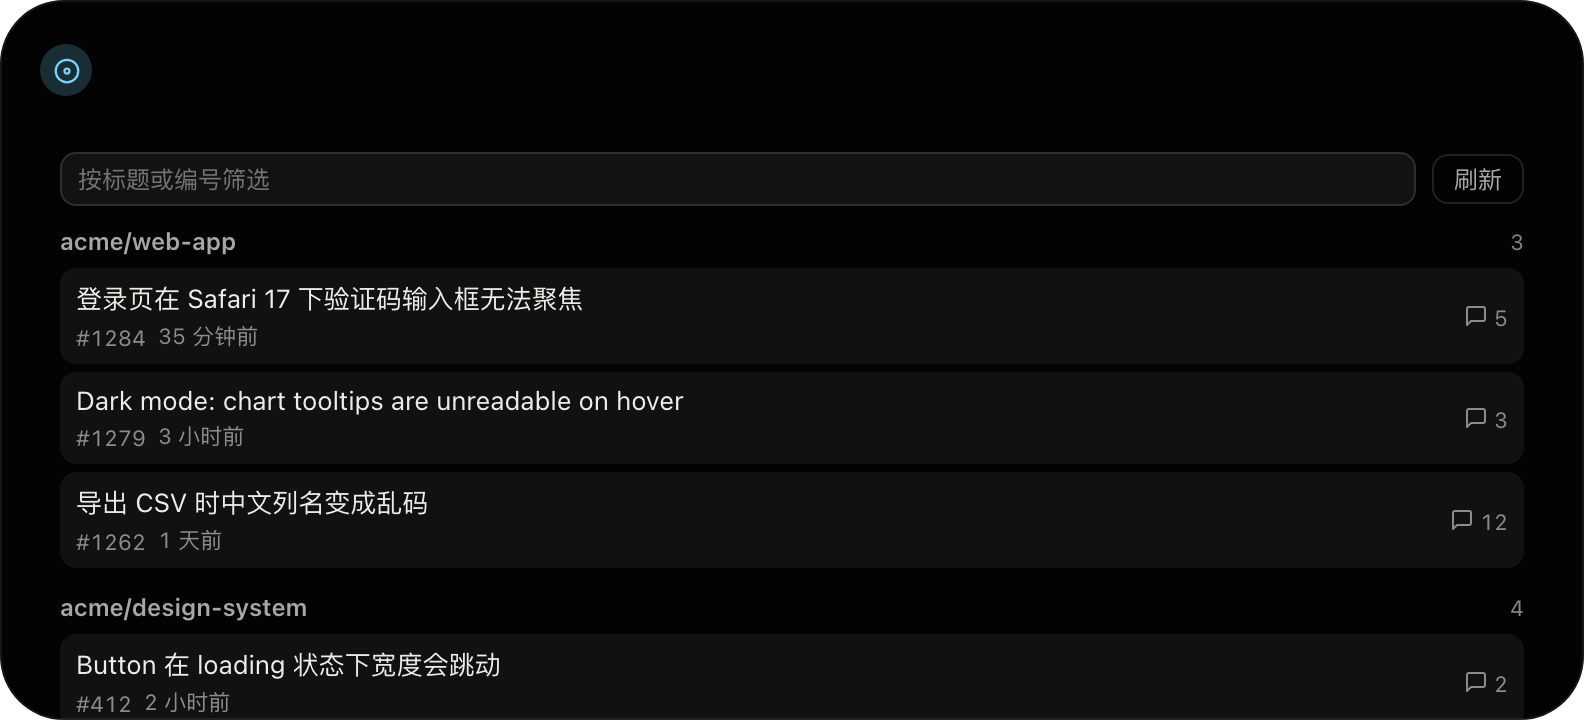 按标题或编号筛选
刷新
acme/web-app
3
登录页在 Safari 17 下验证码输入框无法聚焦
#1284 35 分钟前
5
Dark mode: chart tooltips are unreadable on hover
#1279 3 小时前
3
导出 CSV 时中文列名变成乱码
#1262 1 天前
12
acme/design-system
4
Button 在 loading 状态下宽度会跳动
#412 2 小时前
2